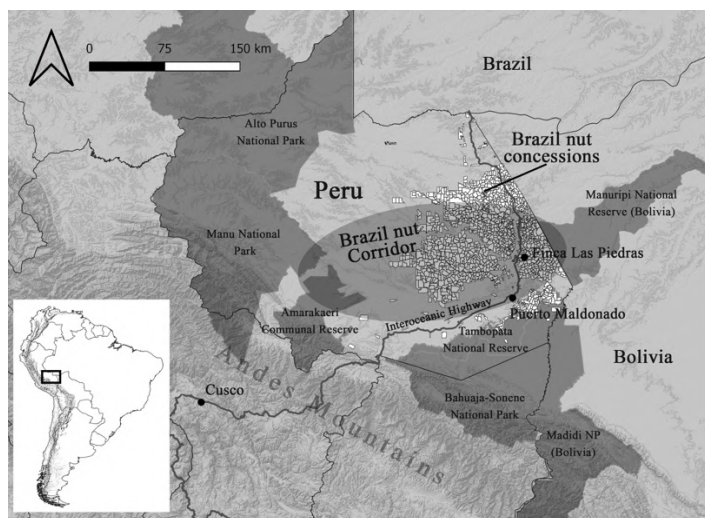 0 75 150 km
Brazil
Alto Purus
National Park
Brazil nut
concessions
Peru
Manuripi National
Reserve (Bolivia)
Manu National
Park
Brazil nut
Corridor
Finca Las Piedras
Amarakaeri
Communal Reserve
Interoceanic Highway
Puerto Maldonado
Tambopata
National Reserve
Bolivia
Andes Mountains
Cusco
Bahuaja-Sonene
National Park
Madidi NP
(Bolivia)